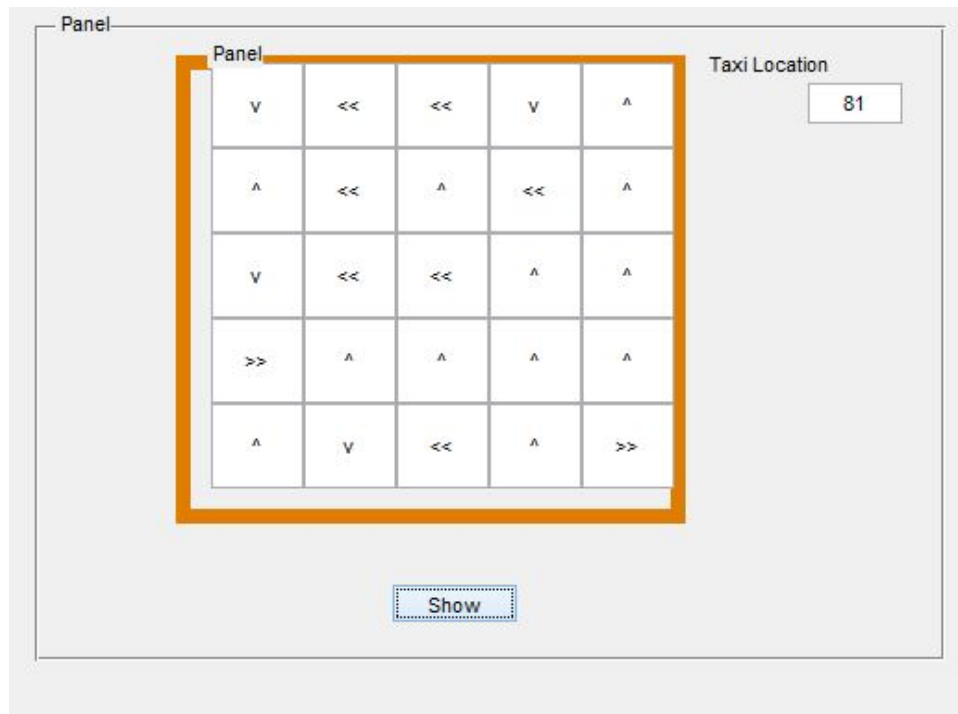 Panel
Panel
Taxi Location
81
v << << v ^
^ << ^ << ^
v << << ^ ^
>> ^ ^ ^ ^
^ v << ^ >>
Show